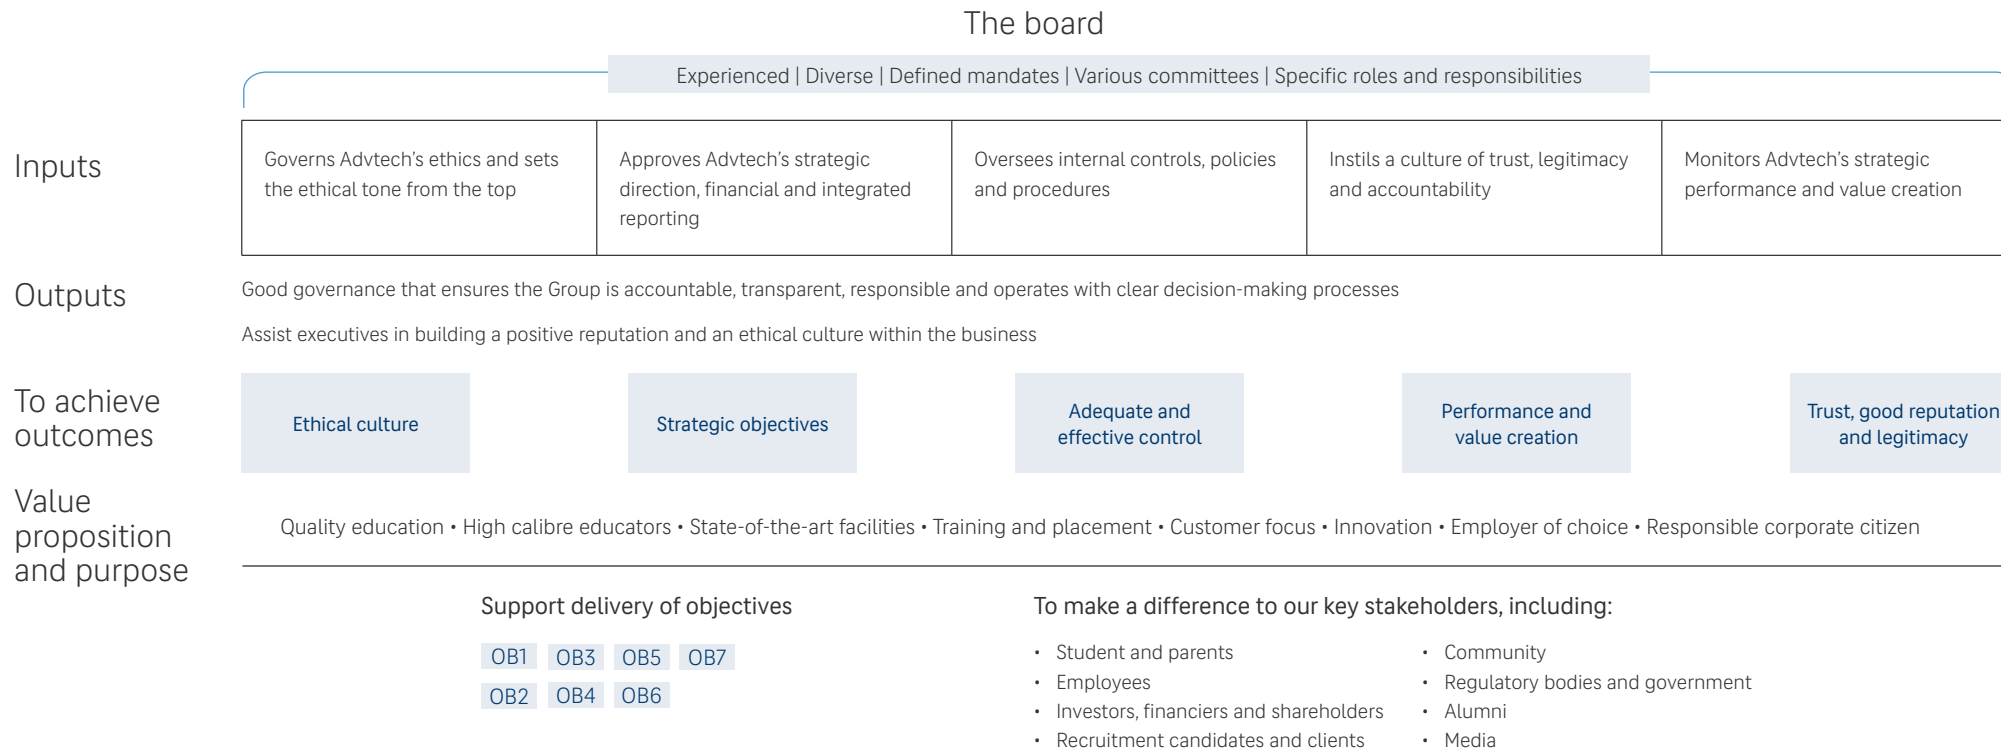 The board
Experienced | Diverse | Defined mandates | Various committees | Specific roles and responsibilities
Inputs
Governs Advtech's ethics and sets
the ethical tone from the top
Approves Advtech's strategic
direction, financial and integrated
reporting
Oversees internal controls, policies
and procedures
Instils a culture of trust, legitimacy
and accountability
Monitors Advtech's strategic
performance and value creation
Outputs
Good governance that ensures the Group is accountable, transparent, responsible and operates with clear decision-making processes
Assist executives in building a positive reputation and an ethical culture within the business
To achieve
outcomes
Ethical culture
Strategic objectives
Adequate and
effective control
Performance and
value creation
Trust, good reputation
and legitimacy
Value
proposition
and purpose
Quality education • High calibre educators • State-of-the-art facilities • Training and placement • Customer focus • Innovation • Employer of choice • Responsible corporate citizen
Support delivery of objectives
OB1 OB3 OB5 OB7
OB2 OB4 OB6
To make a difference to our key stakeholders, including:
• Student and parents
• Employees
• Investors, financiers and shareholders
• Recruitment candidates and clients
• Community
• Regulatory bodies and government
• Alumni
• Media